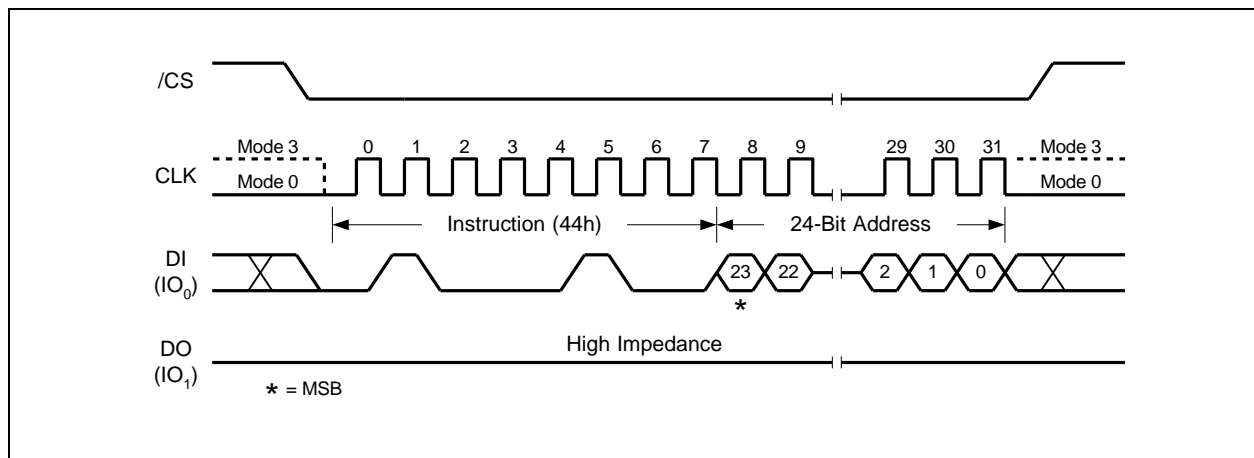 /CS
Mode 3
0 1 2 3 4 5 6 7 8 9 29 30 31
Mode 3
CLK
Mode 0
Mode 0
Instruction (44h)
24-Bit Address
DI
(IO0)
23 22 2 1 0
*
High Impedance
DO
(IO1)
* = MSB